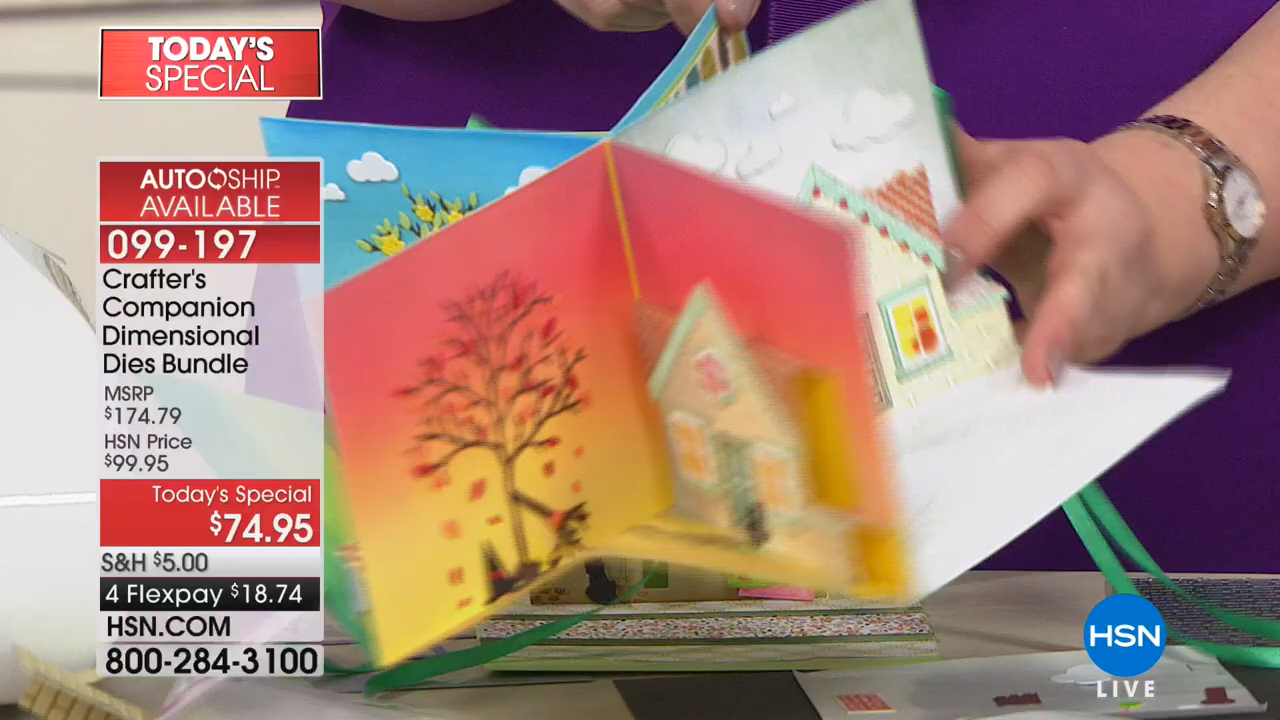 TODAY'S
SPECIAL
AUTOSHIP
AVAILABLE
099-197
Crafter's
Companion
Dimensional
Dies Bundle
MSRP
$174.79
HSN Price
$99.95
Today's Special
$74.95
S&H $5.00
4 Flexpay $18.74
HSN.COM
800-284-3100
HSN
LIVE